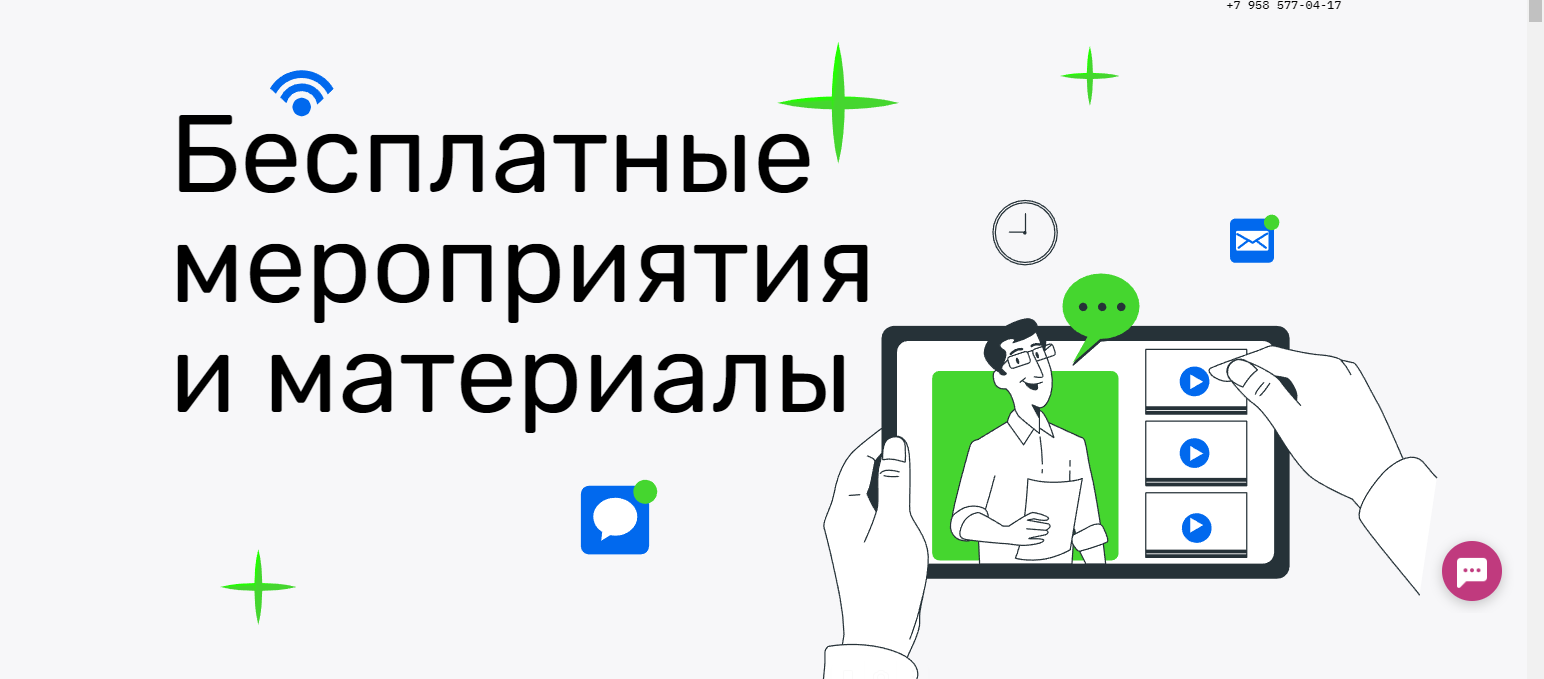 +7 958 577-04-17
Бесплатные
мероприятия
и материалы